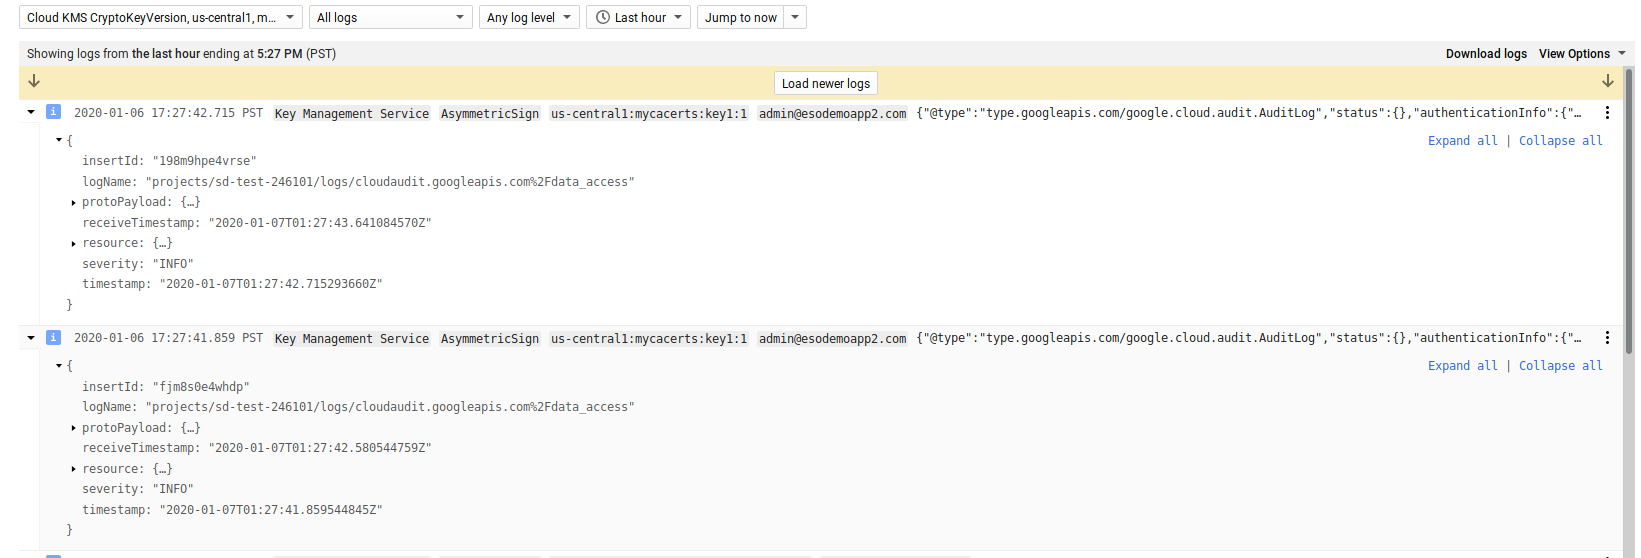 Cloud KMS CryptoKeyVersion, us-central1, m... All logs Any log level Last hour Jump to now
Showing logs from the last hour ending at 5:27 PM (PST) Download logs View Options
Load newer logs
i 2020-01-06 17:27:42.715 PST Key Management Service AsymmetricSign us-central1:mycacerts:key1:1 admin@esodemoapp2.com {"@type":"type.googleapis.com/google.cloud.audit.AuditLog","status":{},"authenticationInfo":{"…
{ Expand all | Collapse all
insertId: "198m9hpe4vrse"
logName: "projects/sd-test-246101/logs/cloudaudit.googleapis.com%2Fdata_access"
protoPayload: {…}
receiveTimestamp: "2020-01-07T01:27:43.641084570Z"
resource: {…}
severity: "INFO"
timestamp: "2020-01-07T01:27:42.715293660Z"
}
i 2020-01-06 17:27:41.859 PST Key Management Service AsymmetricSign us-central1:mycacerts:key1:1 admin@esodemoapp2.com {"@type":"type.googleapis.com/google.cloud.audit.AuditLog","status":{},"authenticationInfo":{"…
{ Expand all | Collapse all
insertId: "fjm8s0e4whdp"
logName: "projects/sd-test-246101/logs/cloudaudit.googleapis.com%2Fdata_access"
protoPayload: {…}
receiveTimestamp: "2020-01-07T01:27:42.580544759Z"
resource: {…}
severity: "INFO"
timestamp: "2020-01-07T01:27:41.859544845Z"
}